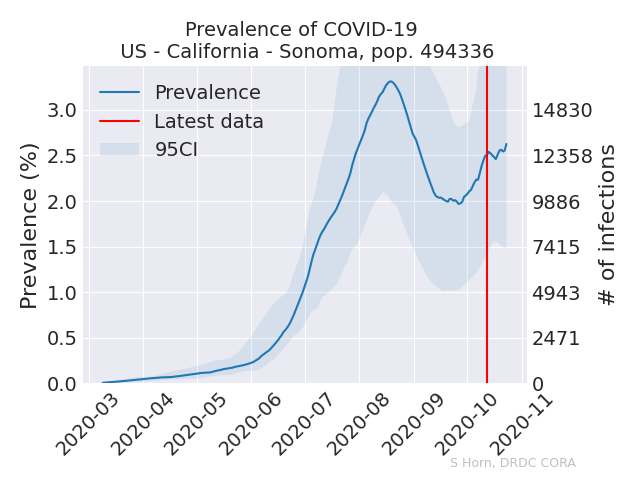 Prevalence of COVID-19
US - California - Sonoma, pop. 494336
Prevalence (%)
3.0
2.5
2.0
1.5
1.0
0.5
0.0
Prevalence
Latest data
95CI
14830
12358
9886
7415
4943
2471
0
# of infections
2020-03
2020-04
2020-05
2020-06
2020-07
2020-08
2020-09
2020-10
2020-11
S Horn, DRDC CORA